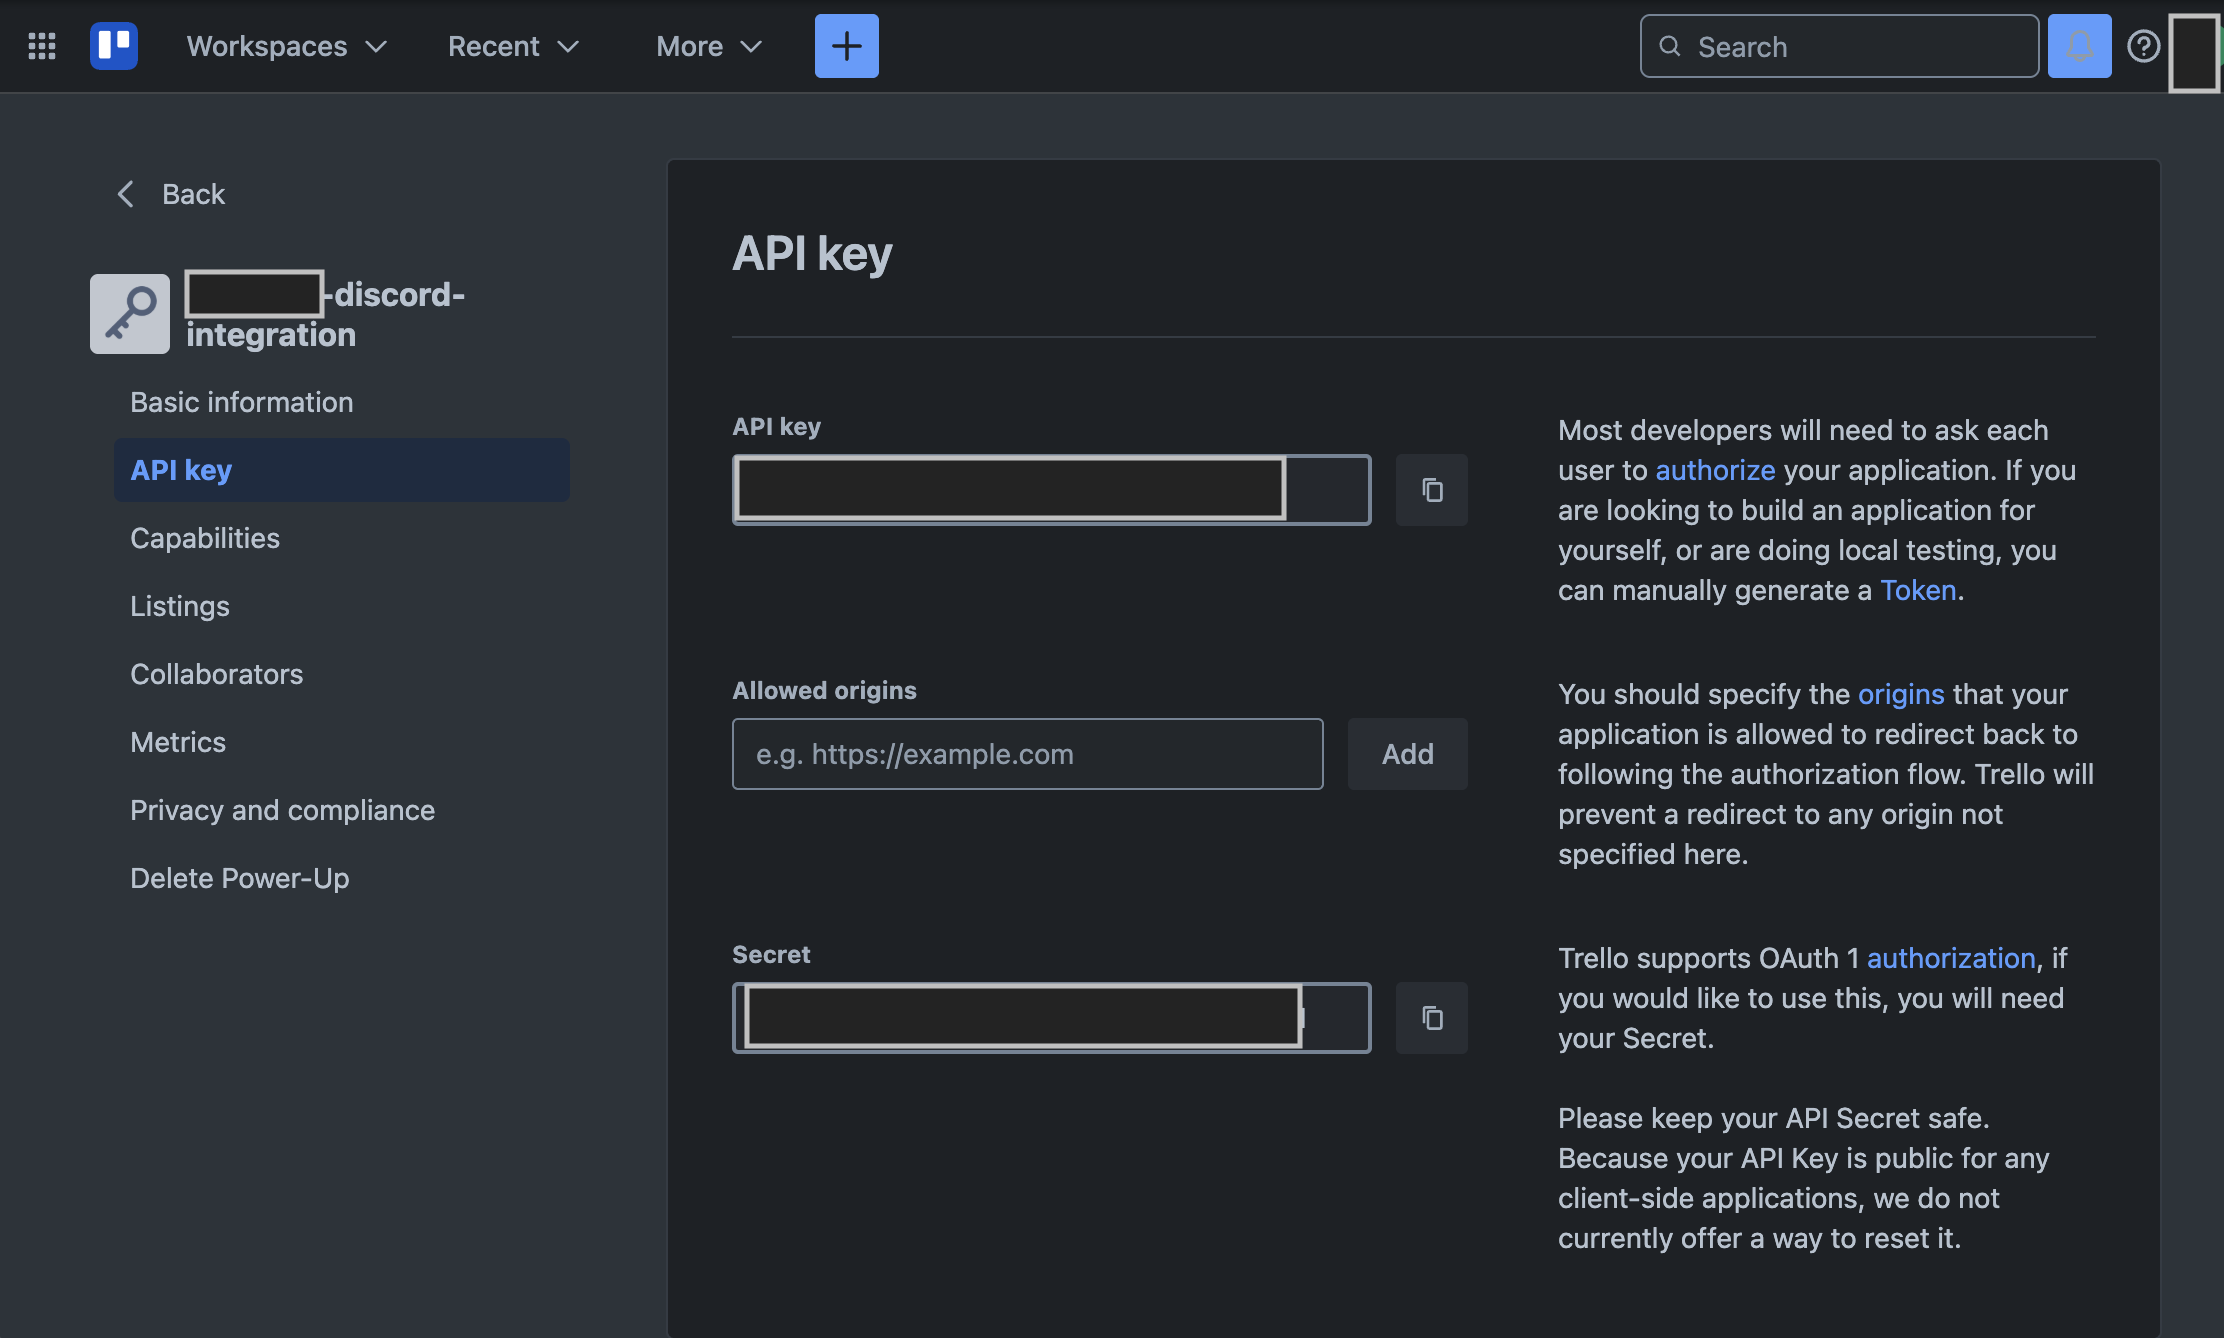 Workspaces
Recent
More
Search
Back
-discord-
integration
Basic information
API key
Capabilities
Listings
Collaborators
Metrics
Privacy and compliance
Delete Power-Up
API key
API key
Most developers will need to ask each
user to authorize your application. If you
are looking to build an application for
yourself, or are doing local testing, you
can manually generate a Token.
Allowed origins
e.g. https://example.com
Add
You should specify the origins that your
application is allowed to redirect back to
following the authorization flow. Trello will
prevent a redirect to any origin not
specified here.
Secret
Trello supports OAuth 1 authorization, if
you would like to use this, you will need
your Secret.
Please keep your API Secret safe.
Because your API Key is public for any
client-side applications, we do not
currently offer a way to reset it.